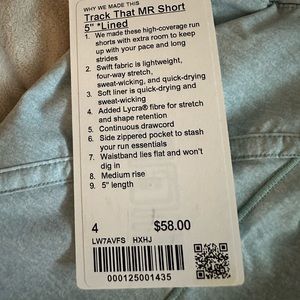 WHY WE MADE THIS
Track That MR Short
5" *Lined
1. We made these high-coverage run
shorts with extra room to keep
up with your pace and long
strides
2. Swift fabric is lightweight,
four-way stretch,
sweat-wicking, and quick-drying
3. Soft liner is quick-drying and
sweat-wicking
4. Added Lycra® fibre for stretch
and shape retention
5. Continuous drawcord
6. Side zippered pocket to stash
your run essentials
7. Waistband lies flat and won't
dig in
8. Medium rise
9. 5" length
4 $58.00
LW7AVFS HXHJ
000125001435